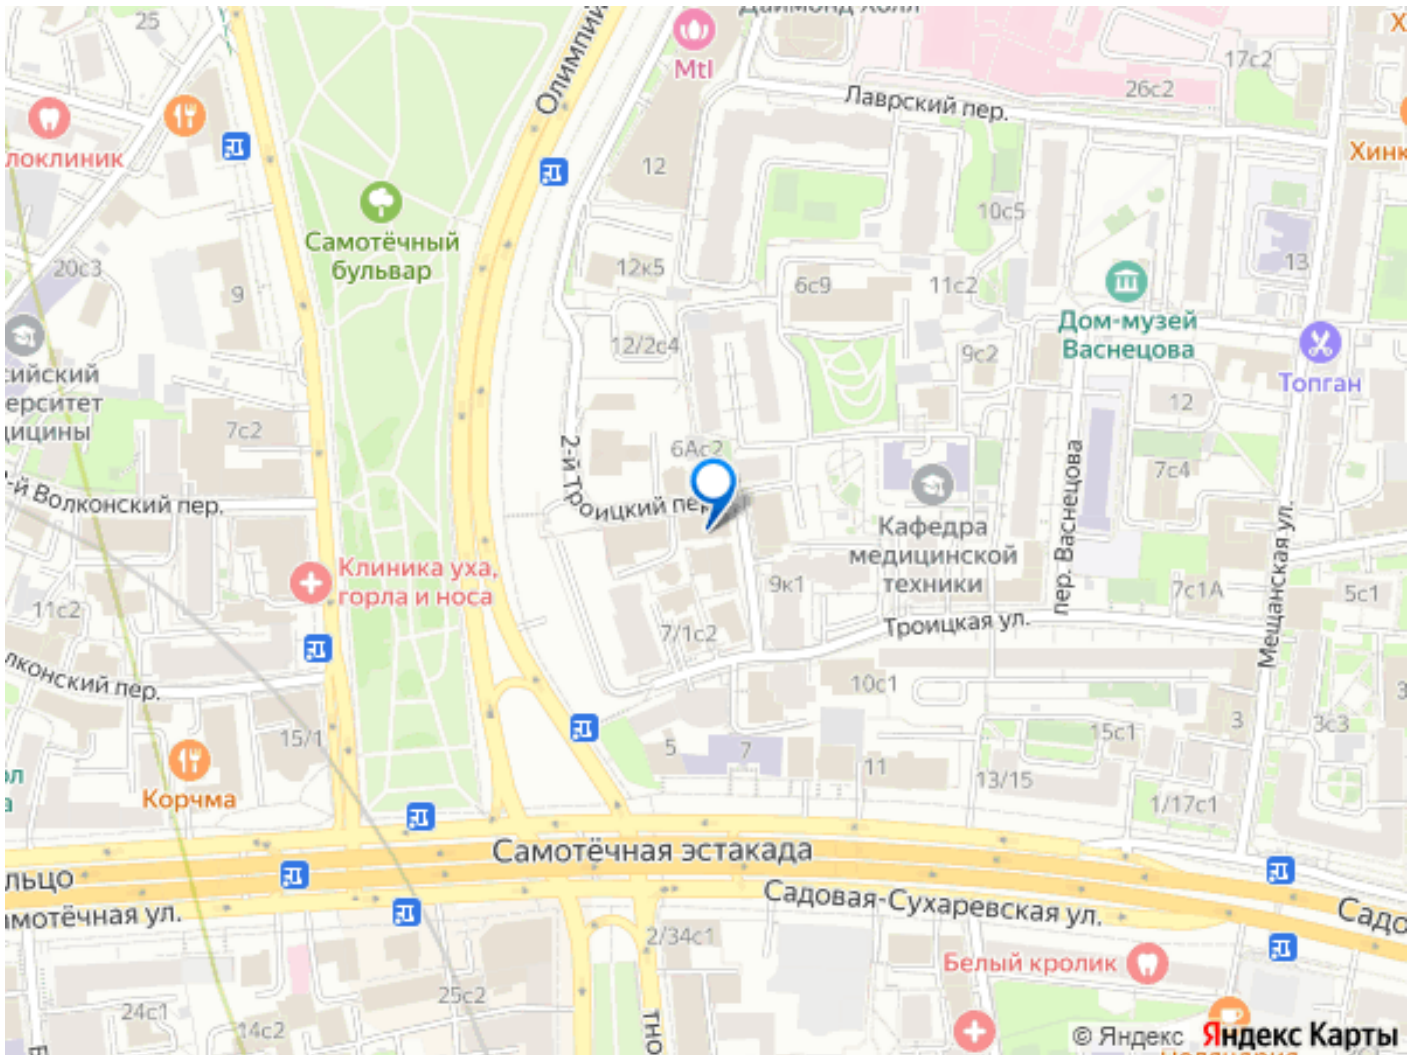 25
Даймонд Холл
Mtl
Олимпий
17с2
26с2
Лаврский пер.
12
10с5
Самотёчный
бульвар
20с3
9
12к5
6с9
11с2
13
Дом-музей
Васнецова
12/2с4
9с2
Топган
12
7с2
2-й Троицкий пер.
6Ас2
7с4
-й Волконский пер.
Кафедра
медицинской
техники
пер. Васнецова
Мещанская ул.
Клиника уха,
горла и носа
9к1
7с1А
5с1
11с2
Троицкая ул.
7/1с2
лконский пер.
10с1
15/1
5
7
11
15с1
3
3с3
13/15
Корчма
1/17с1
Самотёчная эстакада
льцо
амотёчная ул.
Садовая-Сухаревская ул.
Садо
2/34с1
Белый кролик
25с2
24с1
14с2
тно
© Яндекс Яндекс Карты